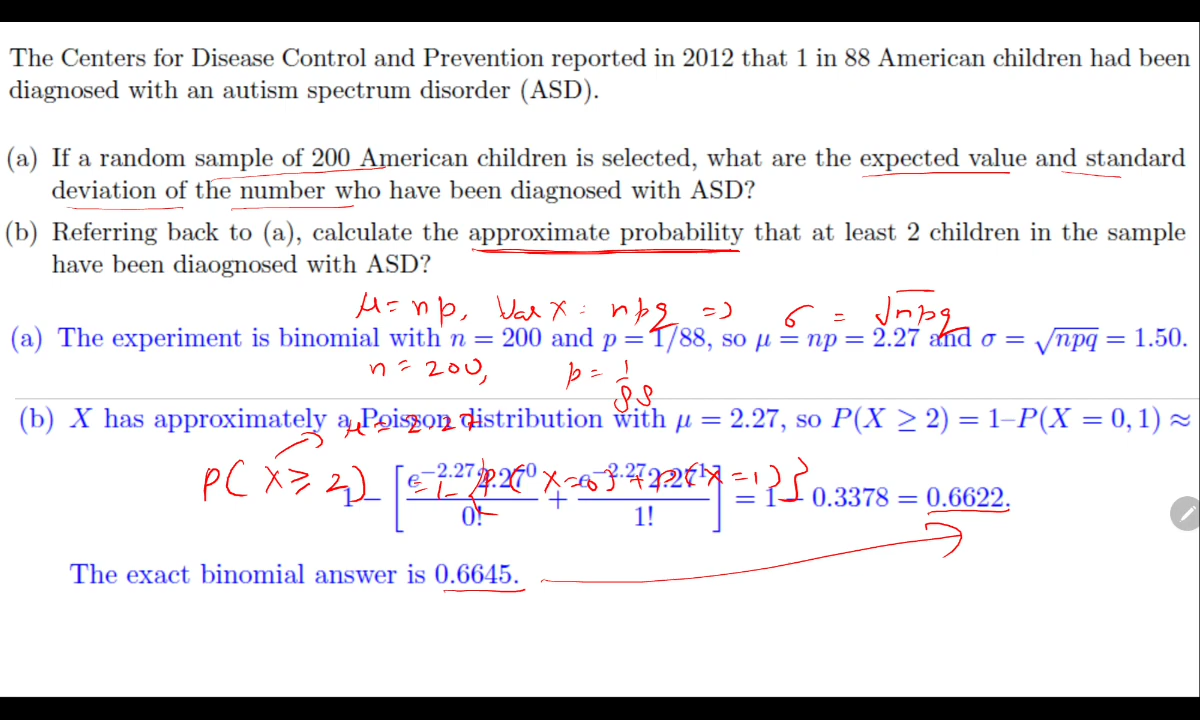 The Centers for Disease Control and Prevention reported in 2012 that 1 in 88 American children had been
diagnosed with an autism spectrum disorder (ASD).
(a) If a random sample of 200 American children is selected, what are the expected value and standard
deviation of the number who have been diagnosed with ASD?
(b) Referring back to (a), calculate the approximate probability that at least 2 children in the sample
have been diaognosed with ASD?
μ = np, Var X = npq => σ = √npq
(a) The experiment is binomial with n = 200 and p = 1/88, so μ = np = 2.27 and σ = √npq = 1.50.
n = 200, p = 1/88
(b) X has approximately a Poisson distribution with μ = 2.27, so P(X ≥ 2) = 1–P(X = 0, 1) ≈
μ = 2.27
P(X ≥ 2) = 1 - {P(X=0) + P(X=1)}
1 − [e^−2.27 2.27^0 / 0! + e^−2.27 2.27^1 / 1!] = 1 − 0.3378 = 0.6622.
The exact binomial answer is 0.6645.